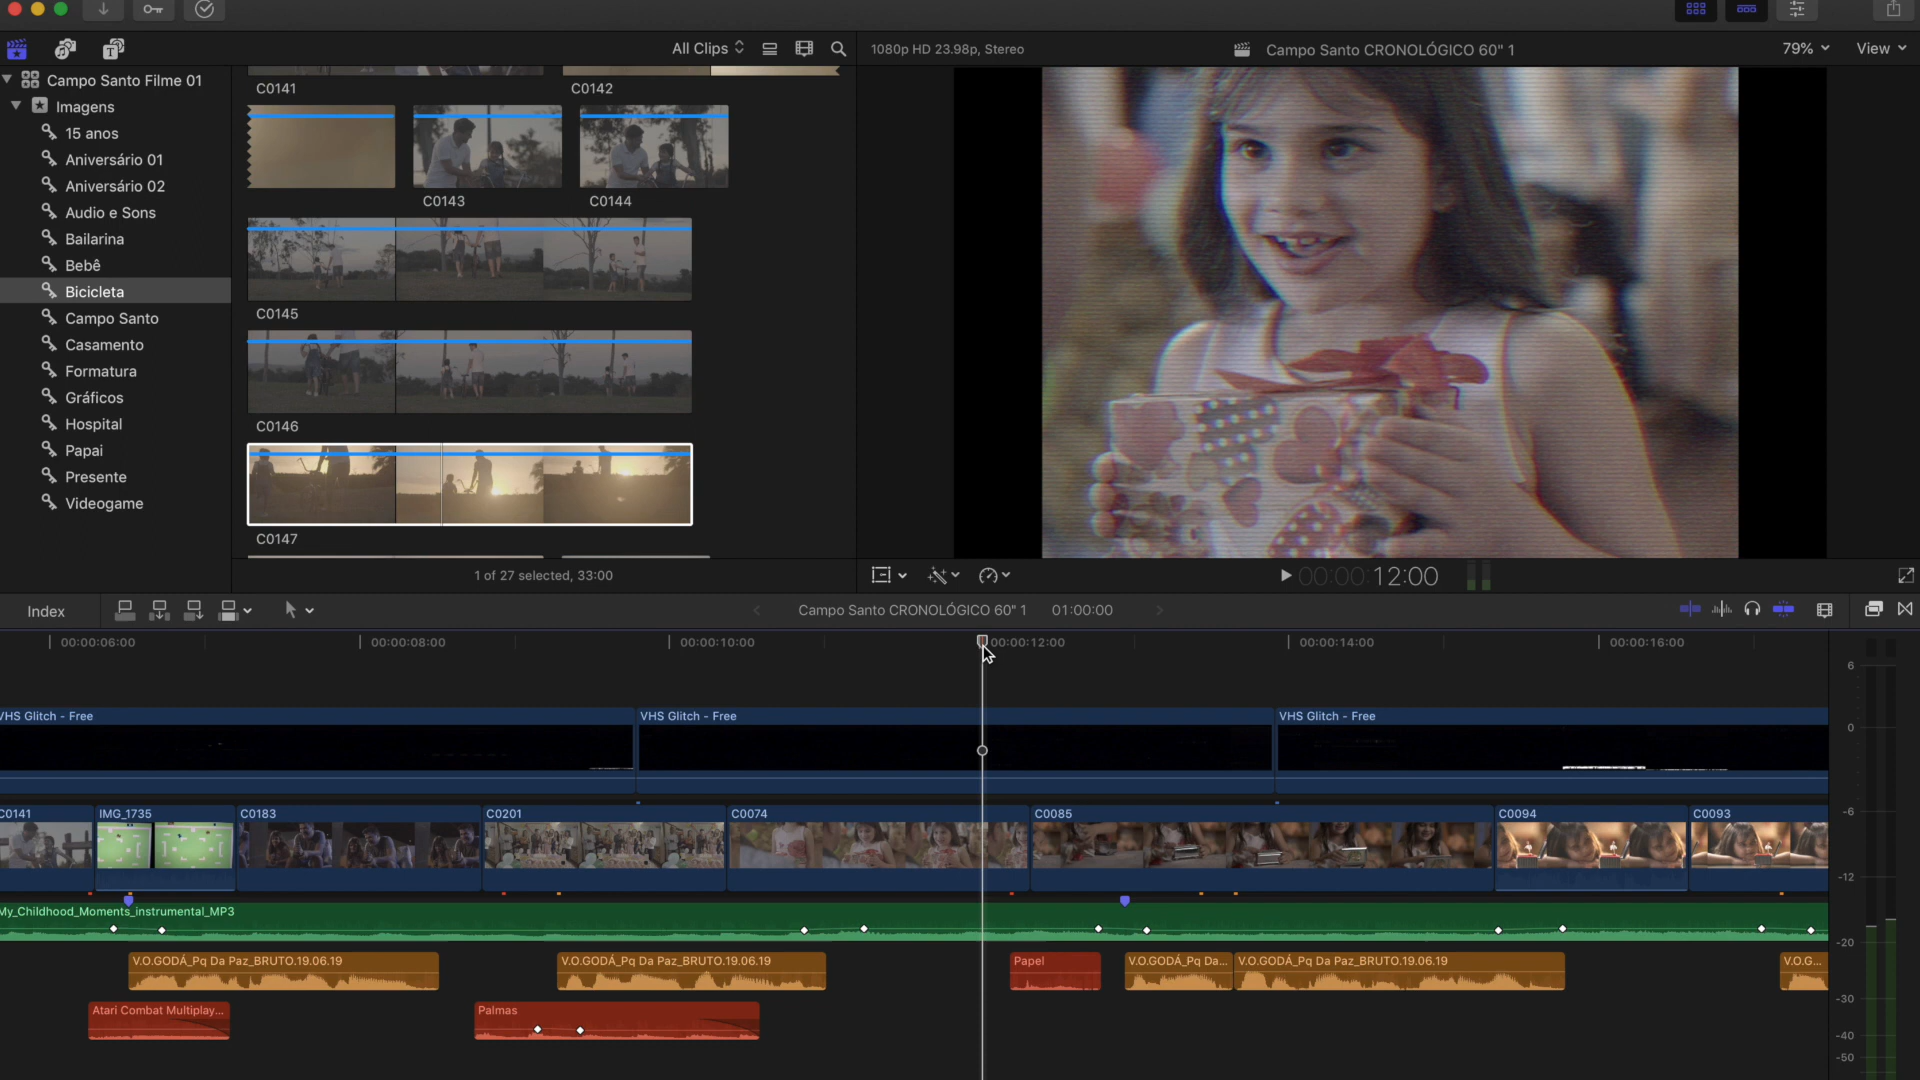 All Clips
1080p HD 23.98p, Stereo
Campo Santo CRONOLÓGICO 60" 1
79%
View
Campo Santo Filme 01
Imagens
15 anos
Aniversário 01
Aniversário 02
Audio e Sons
Bailarina
Bebê
Bicicleta
Campo Santo
Casamento
Formatura
Gráficos
Hospital
Papai
Presente
Videogame
C0141
C0142
C0143
C0144
C0145
C0146
C0147
1 of 27 selected, 33:00
00:00:12:00
Index
Campo Santo CRONOLÓGICO 60" 1
01:00:00
00:00:06:00
00:00:08:00
00:00:10:00
00:00:12:00
00:00:14:00
00:00:16:00
VHS Glitch - Free
VHS Glitch - Free
VHS Glitch - Free
C0141
IMG_1735
C0183
C0201
C0074
C0085
C0094
C0093
My_Childhood_Moments_instrumental_MP3
V.O.GODÁ_Pq Da Paz_BRUTO.19.06.19
V.O.GODÁ_Pq Da Paz_BRUTO.19.06.19
Papel
V.O.GODÁ_Pq Da...
V.O.GODÁ_Pq Da Paz_BRUTO.19.06.19
V.O.G...
Atari Combat Multiplay...
Palmas
6
0
-6
-12
-20
-30
-40
-50